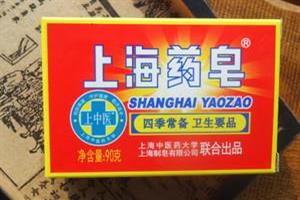 上海药皂®
SHANGHAI YAOZAO
上中医
四季常备 卫生要品
净含量:90克
上海中医药大学
上海制皂有限公司 联合出品